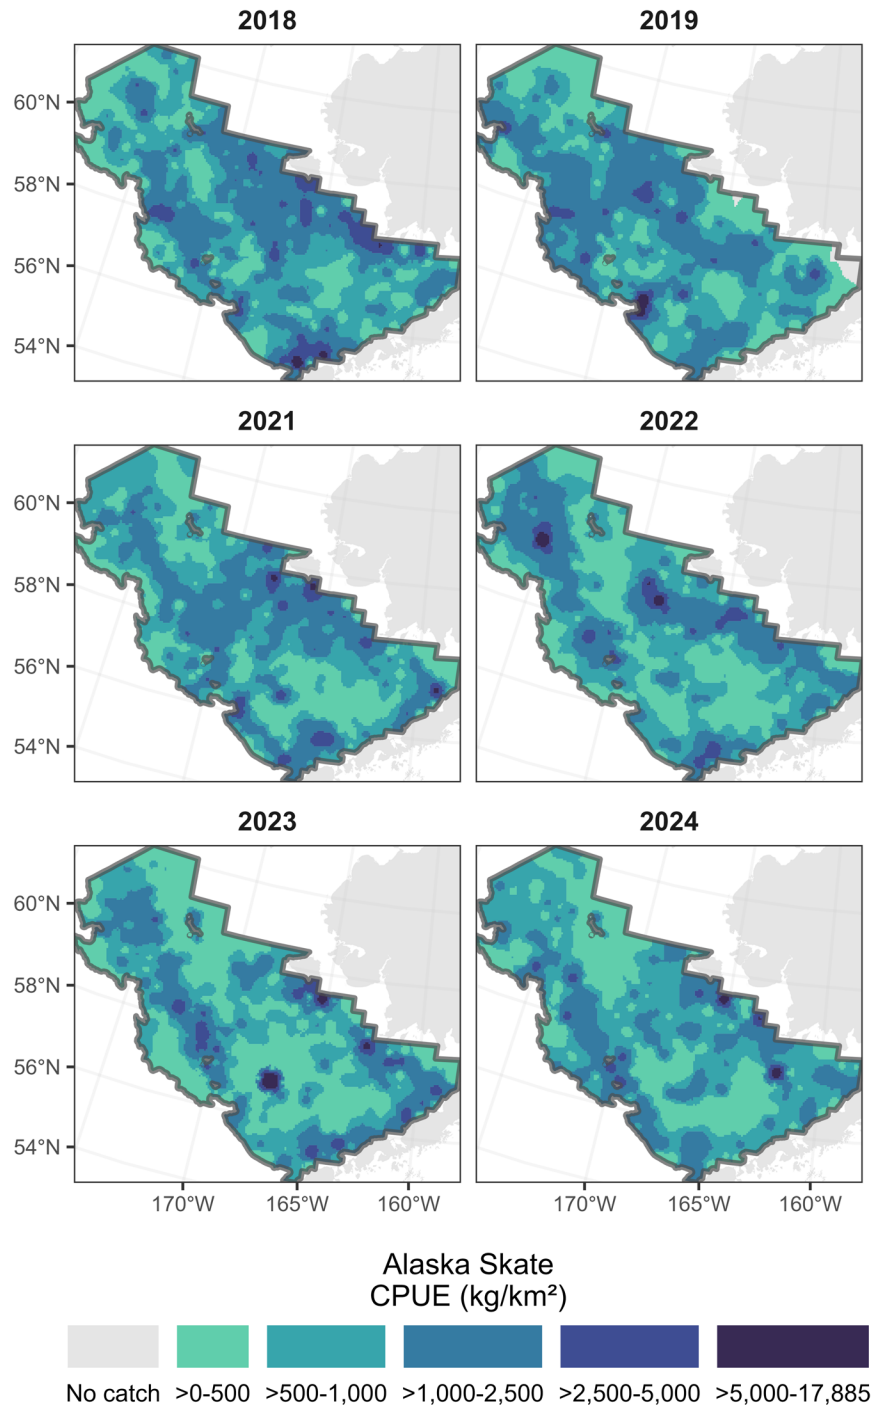 2018 2019
60°N
58°N
56°N
54°N
2021 2022
60°N
58°N
56°N
54°N
2023 2024
60°N
58°N
56°N
54°N
170°W 165°W 160°W 170°W 165°W 160°W
Alaska Skate
CPUE (kg/km²)
No catch >0-500 >500-1,000 >1,000-2,500 >2,500-5,000 >5,000-17,885